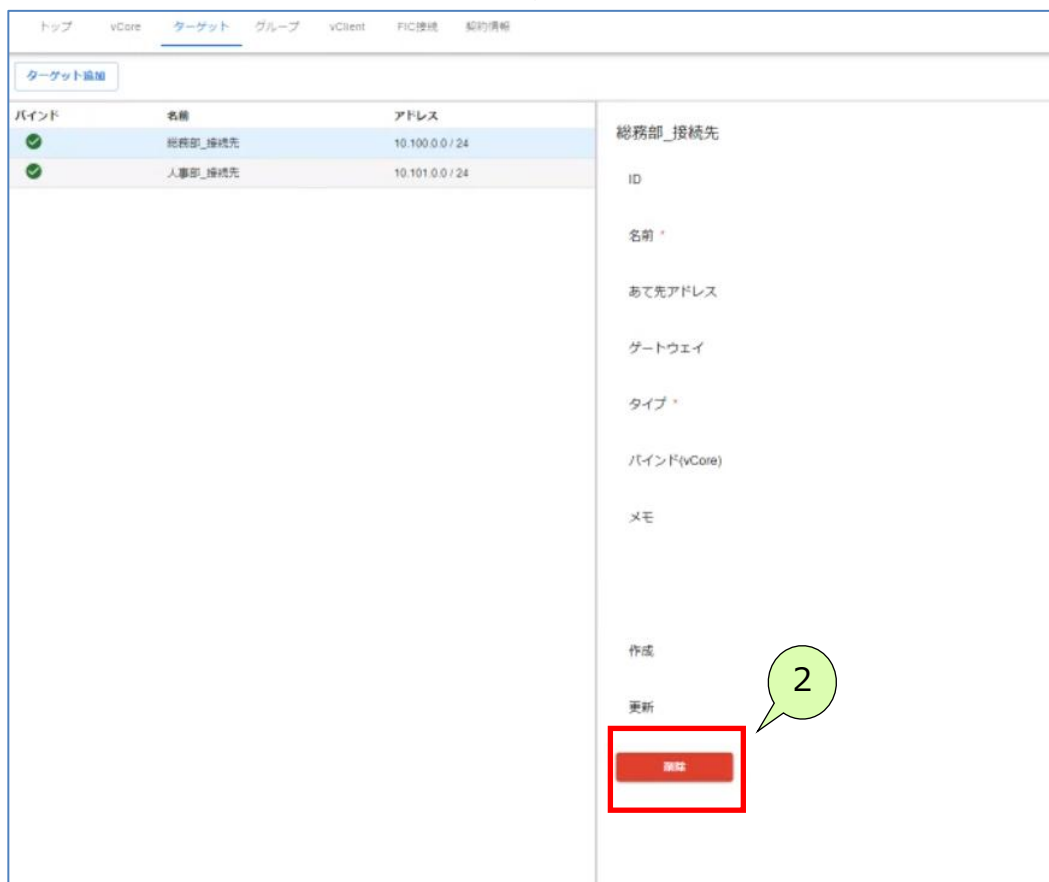 トップ vCore ターゲット グループ vClient FIC接続 契約情報
ターゲット追加
バインド 名前 アドレス
総務部_接続先 10.100.0.0 / 24
人事部_接続先 10.101.0.0 / 24
総務部_接続先
ID
名前 *
あて先アドレス
ゲートウェイ
タイプ *
バインド(vCore)
メモ
作成
更新
2
削除